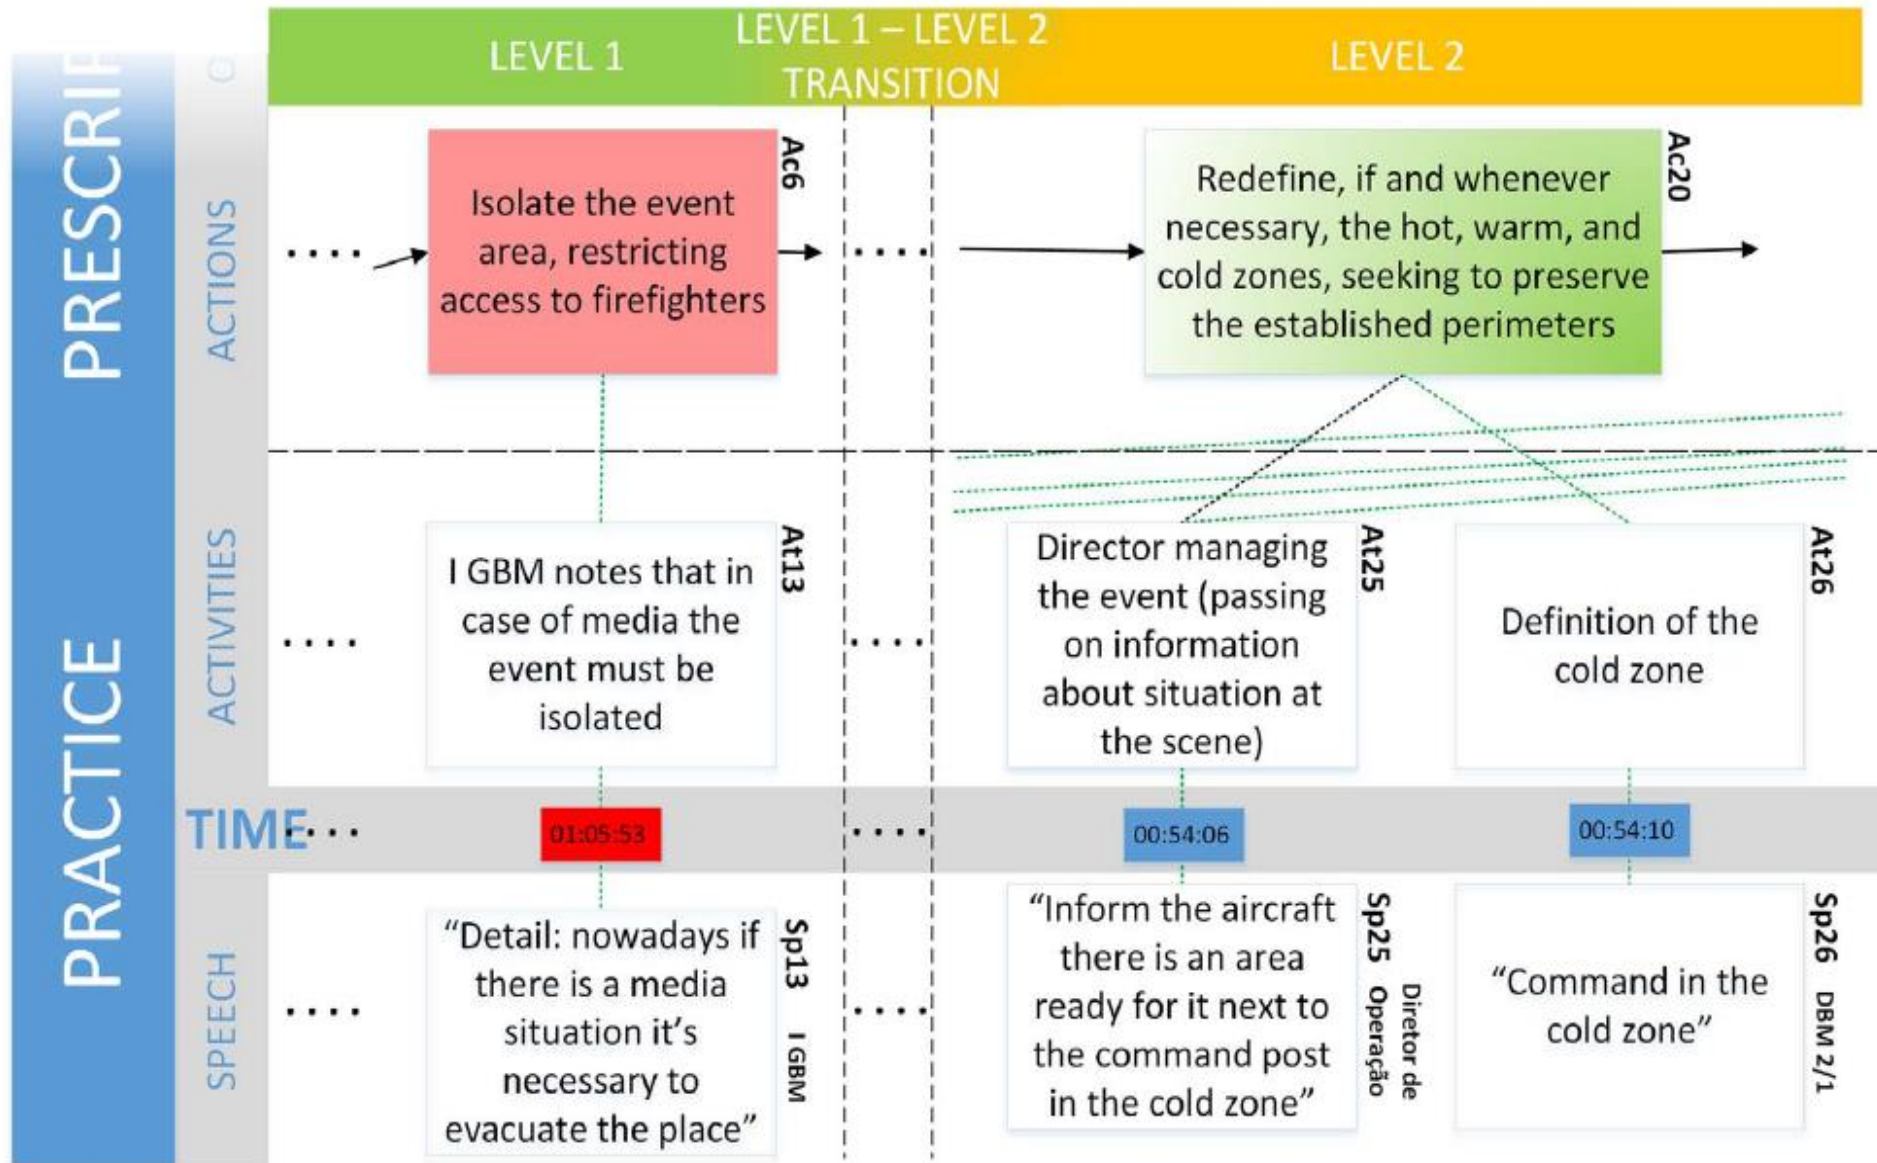 LEVEL 1
LEVEL 1 – LEVEL 2
TRANSITION
LEVEL 2
ACTIONS
Isolate the event
area, restricting
access to firefighters
Ac6
Redefine, if and whenever
necessary, the hot, warm, and
cold zones, seeking to preserve
the established perimeters
Ac20
PRACTICE
ACTIVITIES
I GBM notes that in
case of media the
event must be
isolated
At13
Director managing
the event (passing
on information
about situation at
the scene)
At25
Definition of the
cold zone
At26
TIME
01:05:53
00:54:06
00:54:10
SPEECH
“Detail: nowadays if
there is a media
situation it’s
necessary to
evacuate the place”
Sp13 I GBM
“Inform the aircraft
there is an area
ready for it next to
the command post
in the cold zone”
Sp25 Diretor de
Operação
“Command in the
cold zone”
Sp26 DBM 2/1